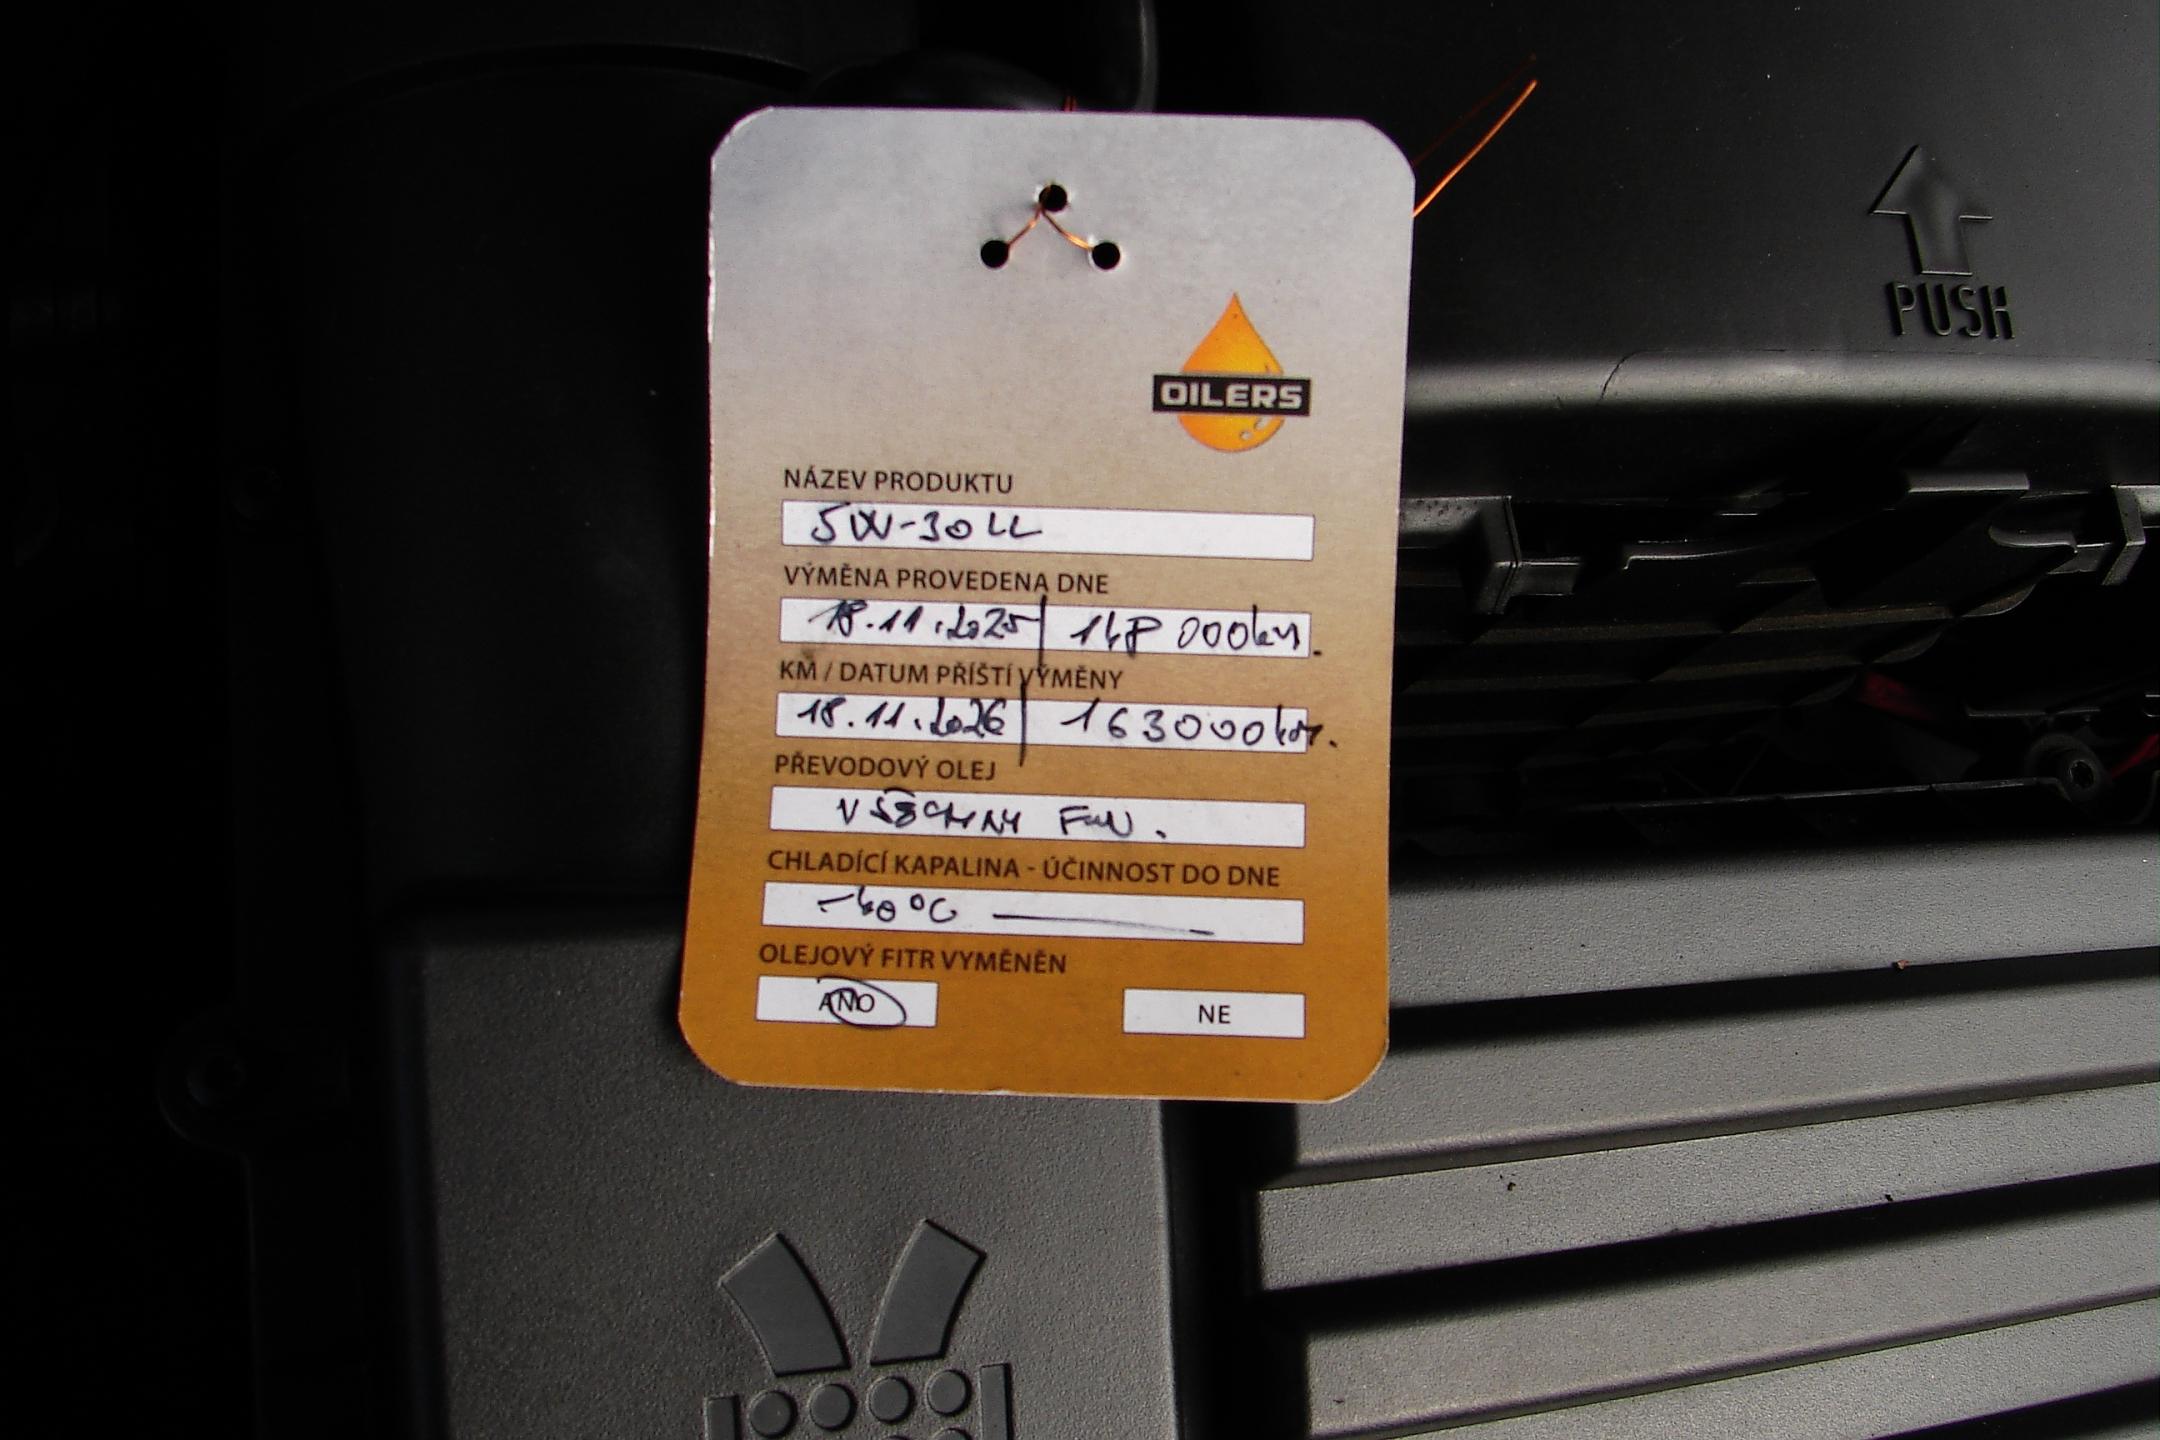 PUSH
OILERS
NÁZEV PRODUKTU
5W-30 LL
VÝMĚNA PROVEDENA DNE
18.11.2025 | 148 000km.
KM / DATUM PŘÍŠTÍ VÝMĚNY
18.11.2026 | 163000km.
PŘEVODOVÝ OLEJ
VŠECHNY
CHLADÍCÍ KAPALINA - ÚČINNOST DO DNE
-40°C
OLEJOVÝ FITR VYMĚNĚN
ANO
NE